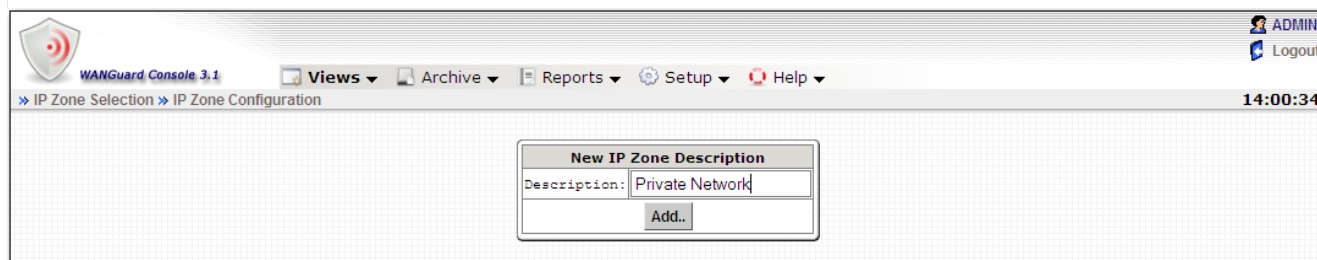 ADMIN
Logout
WANGuard Console 3.1 Views Archive Reports Setup Help
» IP Zone Selection » IP Zone Configuration 14:00:34
New IP Zone Description
Description: Private Network
Add..